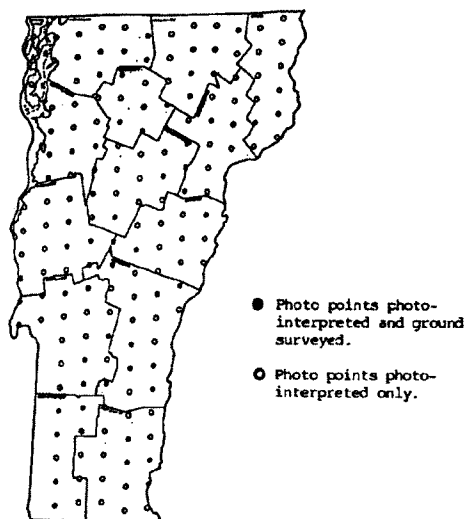 Photo points photo-
interpreted and ground
surveyed.
Photo points photo-
interpreted only.